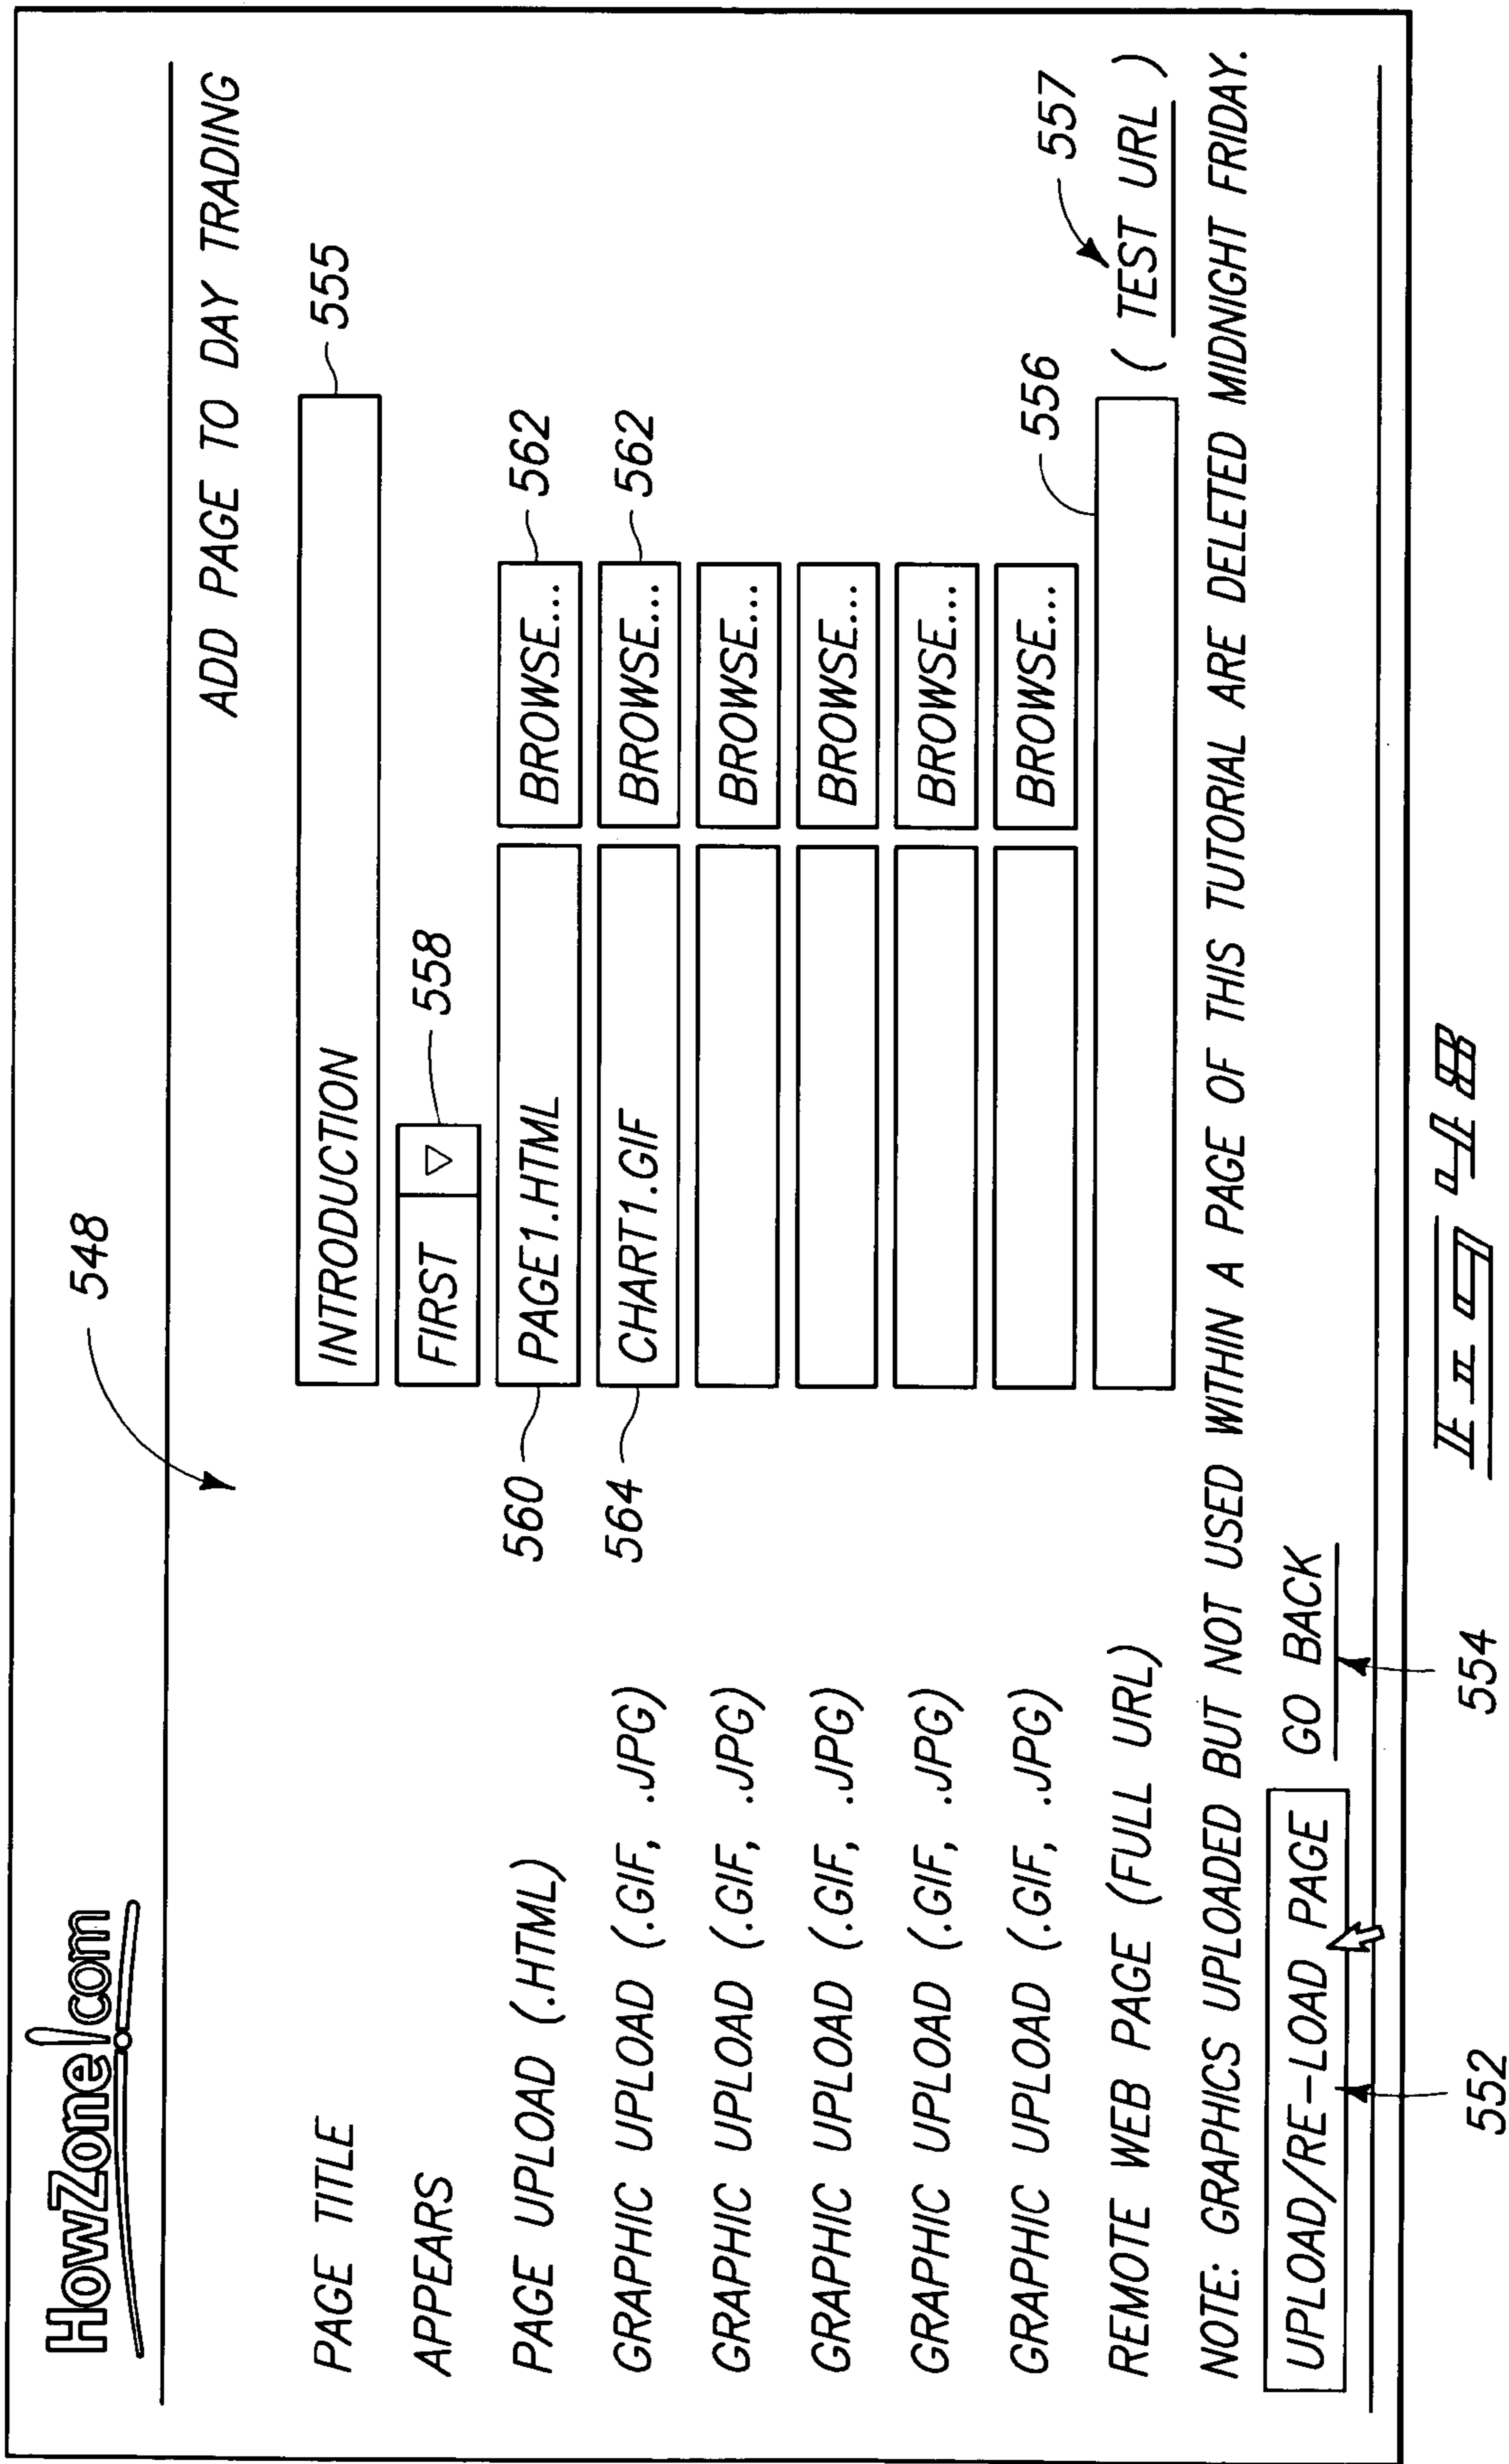 HowZone!com
548
ADD PAGE TO DAY TRADING
PAGE TITLE INTRODUCTION 555
APPEARS FIRST 558
PAGE UPLOAD (.HTML) 560 PAGE1.HTML BROWSE... 562
GRAPHIC UPLOAD (.GIF, .JPG) 564 CHART1.GIF BROWSE... 562
GRAPHIC UPLOAD (.GIF, .JPG) BROWSE...
GRAPHIC UPLOAD (.GIF, .JPG) BROWSE...
GRAPHIC UPLOAD (.GIF, .JPG) BROWSE...
GRAPHIC UPLOAD (.GIF, .JPG) BROWSE...
556 557
REMOTE WEB PAGE (FULL URL) ( TEST URL )
NOTE: GRAPHICS UPLOADED BUT NOT USED WITHIN A PAGE OF THIS TUTORIAL ARE DELETED MIDNIGHT FRIDAY.
UPLOAD/RE-LOAD PAGE GO BACK
552 554
FIG 48